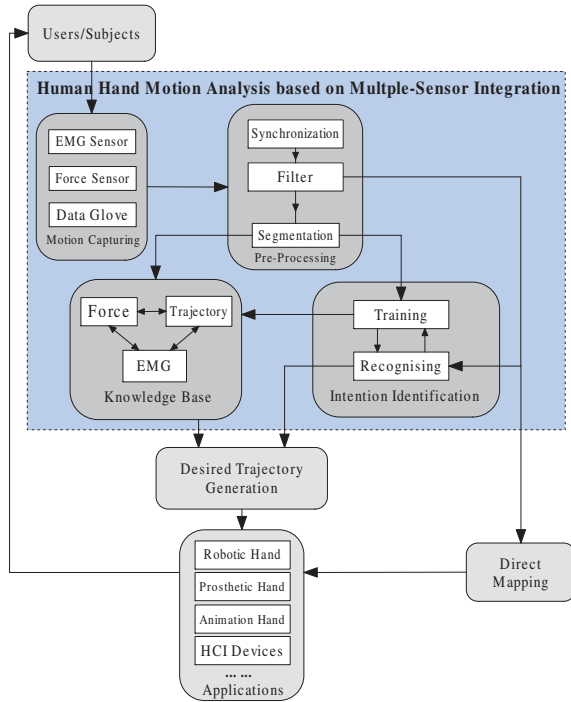 Users/Subjects
Human Hand Motion Analysis based on Multple-Sensor Integration
EMG Sensor
Force Sensor
Data Glove
Motion Capturing
Synchronization
Filter
Segmentation
Pre-Processing
Force
Trajectory
EMG
Knowledge Base
Training
Recognising
Intention Identification
Desired Trajectory
Generation
Robotic Hand
Prosthetic Hand
Animation Hand
HCI Devices
... ...
Applications
Direct
Mapping